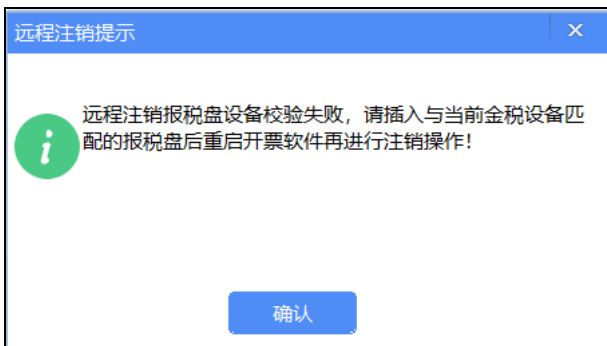 远程注销提示
远程注销报税盘设备校验失败，请插入与当前金税设备匹
配的报税盘后重启开票软件再进行注销操作！
确认